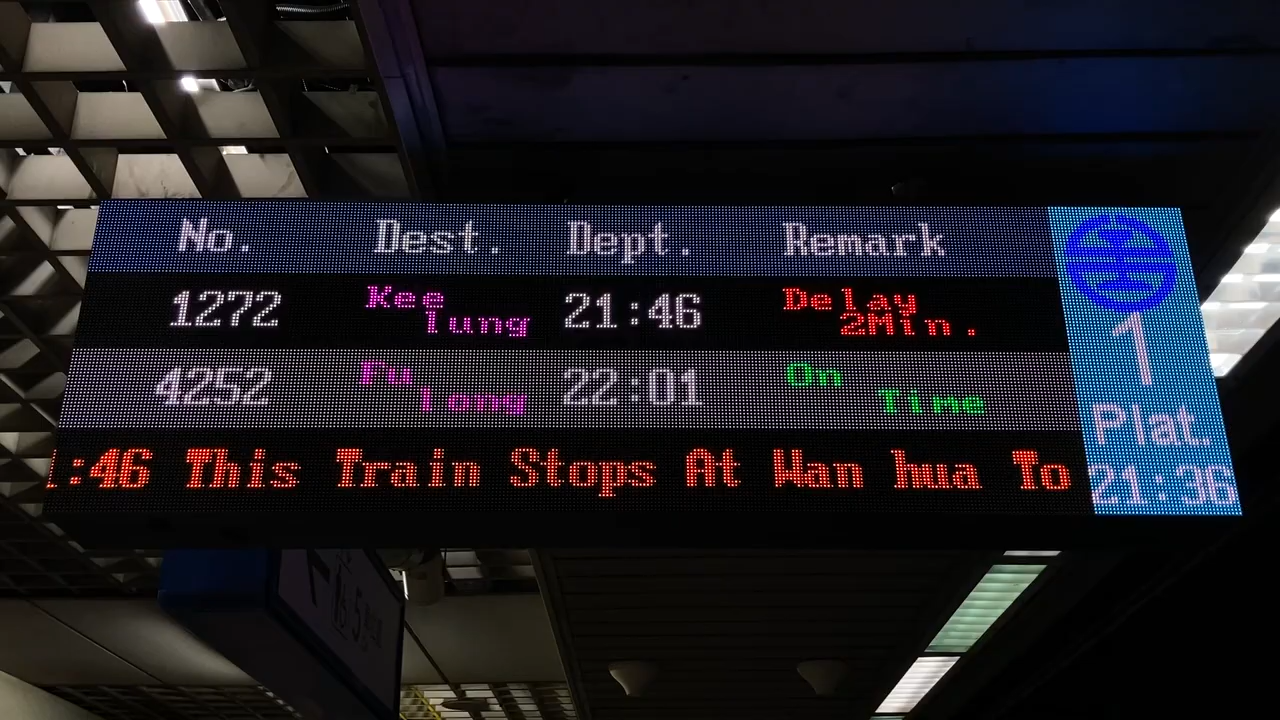 No. Dest. Dept. Remark
1272 Kee lung 21:46 Delay 2Min.
4252 Fu long 22:01 On Time
:46 This Train Stops At Wan hua To
1
Plat.
21:36